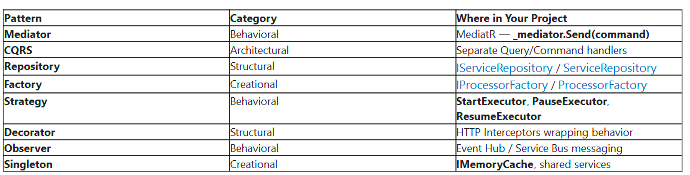 Pattern Category Where in Your Project
Mediator Behavioral MediatR — _mediator.Send(command)
CQRS Architectural Separate Query/Command handlers
Repository Structural IServiceRepository / ServiceRepository
Factory Creational IProcessorFactory / ProcessorFactory
Strategy Behavioral StartExecutor, PauseExecutor,
ResumeExecutor
Decorator Structural HTTP Interceptors wrapping behavior
Observer Behavioral Event Hub / Service Bus messaging
Singleton Creational IMemoryCache, shared services